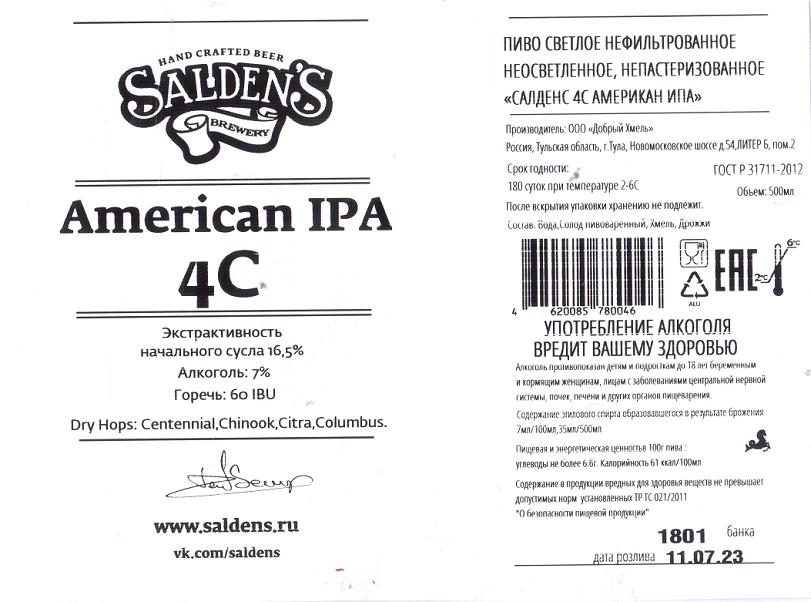 HAND CRAFTED BEER
SALDEN'S
BREWERY
American IPA
4C
Экстрактивность
начального сусла 16,5%
Алкоголь: 7%
Горечь: 60 IBU
Dry Hops: Centennial,Chinook,Citra,Columbus.
www.saldens.ru
vk.com/saldens
ПИВО СВЕТЛОЕ НЕФИЛЬТРОВАННОЕ
НЕОСВЕТЛЕННОЕ, НЕПАСТЕРИЗОВАННОЕ
«САЛДЕНС 4С АМЕРИКАН ИПА»
Производитель: ООО «Добрый Хмель»
Россия, Тульская область, г.Тула, Новомосковское шоссе д.54,ЛИТЕР Б, пом.2
Срок годности:
ГОСТ Р 31711-2012
180 суток при температуре 2-6С
Объем: 500мл
После вскрытия упаковки хранению не подлежит.
Состав: Вода,Солод пивоваренный, Хмель, Дрожжи
4 620085 780046
ALU
EAC
6°C
2°C
УПОТРЕБЛЕНИЕ АЛКОГОЛЯ
ВРЕДИТ ВАШЕМУ ЗДОРОВЬЮ
Алкоголь противопоказан детям и подросткам до 18 лет беременным
и кормящим женщинам, лицам с заболеваниями центральной нервной
системы, почек, печени и других органов пищеварения.
Содержание этилового спирта образовавшегося в результате брожения
7мл/100мл,35мл/500мл
Пищевая и энергетическая ценностьв 100г пива :
углеводы не более 6.6г. Калорийность 61 ккал/100мл
Содержание в продукции вредных для здоровья веществ не превышает
допустимых норм установленных ТР ТС 021/2011
"О безопасности пищевой продукции"
1801 банка
дата розлива 11.07.23